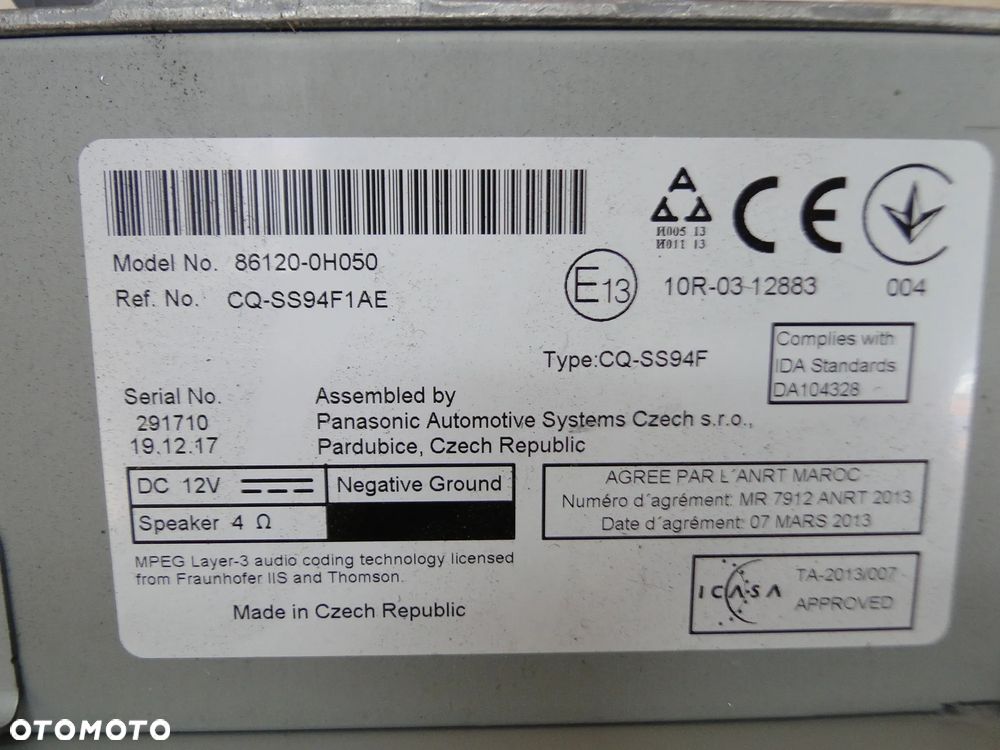 И005 13
И011 13
Model No. 86120-0H050
Ref. No. CQ-SS94F1AE
E13
10R-03 12883
004
Type:CQ-SS94F
Complies with
IDA Standards
DA104328
Serial No.
291710
19.12.17
Assembled by
Panasonic Automotive Systems Czech s.r.o.,
Pardubice, Czech Republic
DC 12V
Negative Ground
Speaker 4 Ω
AGREE PAR L´ANRT MAROC
Numéro d´agrément: MR 7912 ANRT 2013
Date d´agrément: 07 MARS 2013
MPEG Layer-3 audio coding technology licensed
from Fraunhofer IIS and Thomson.
Made in Czech Republic
ICASA
TA-2013/007
APPROVED
OTOMOTO